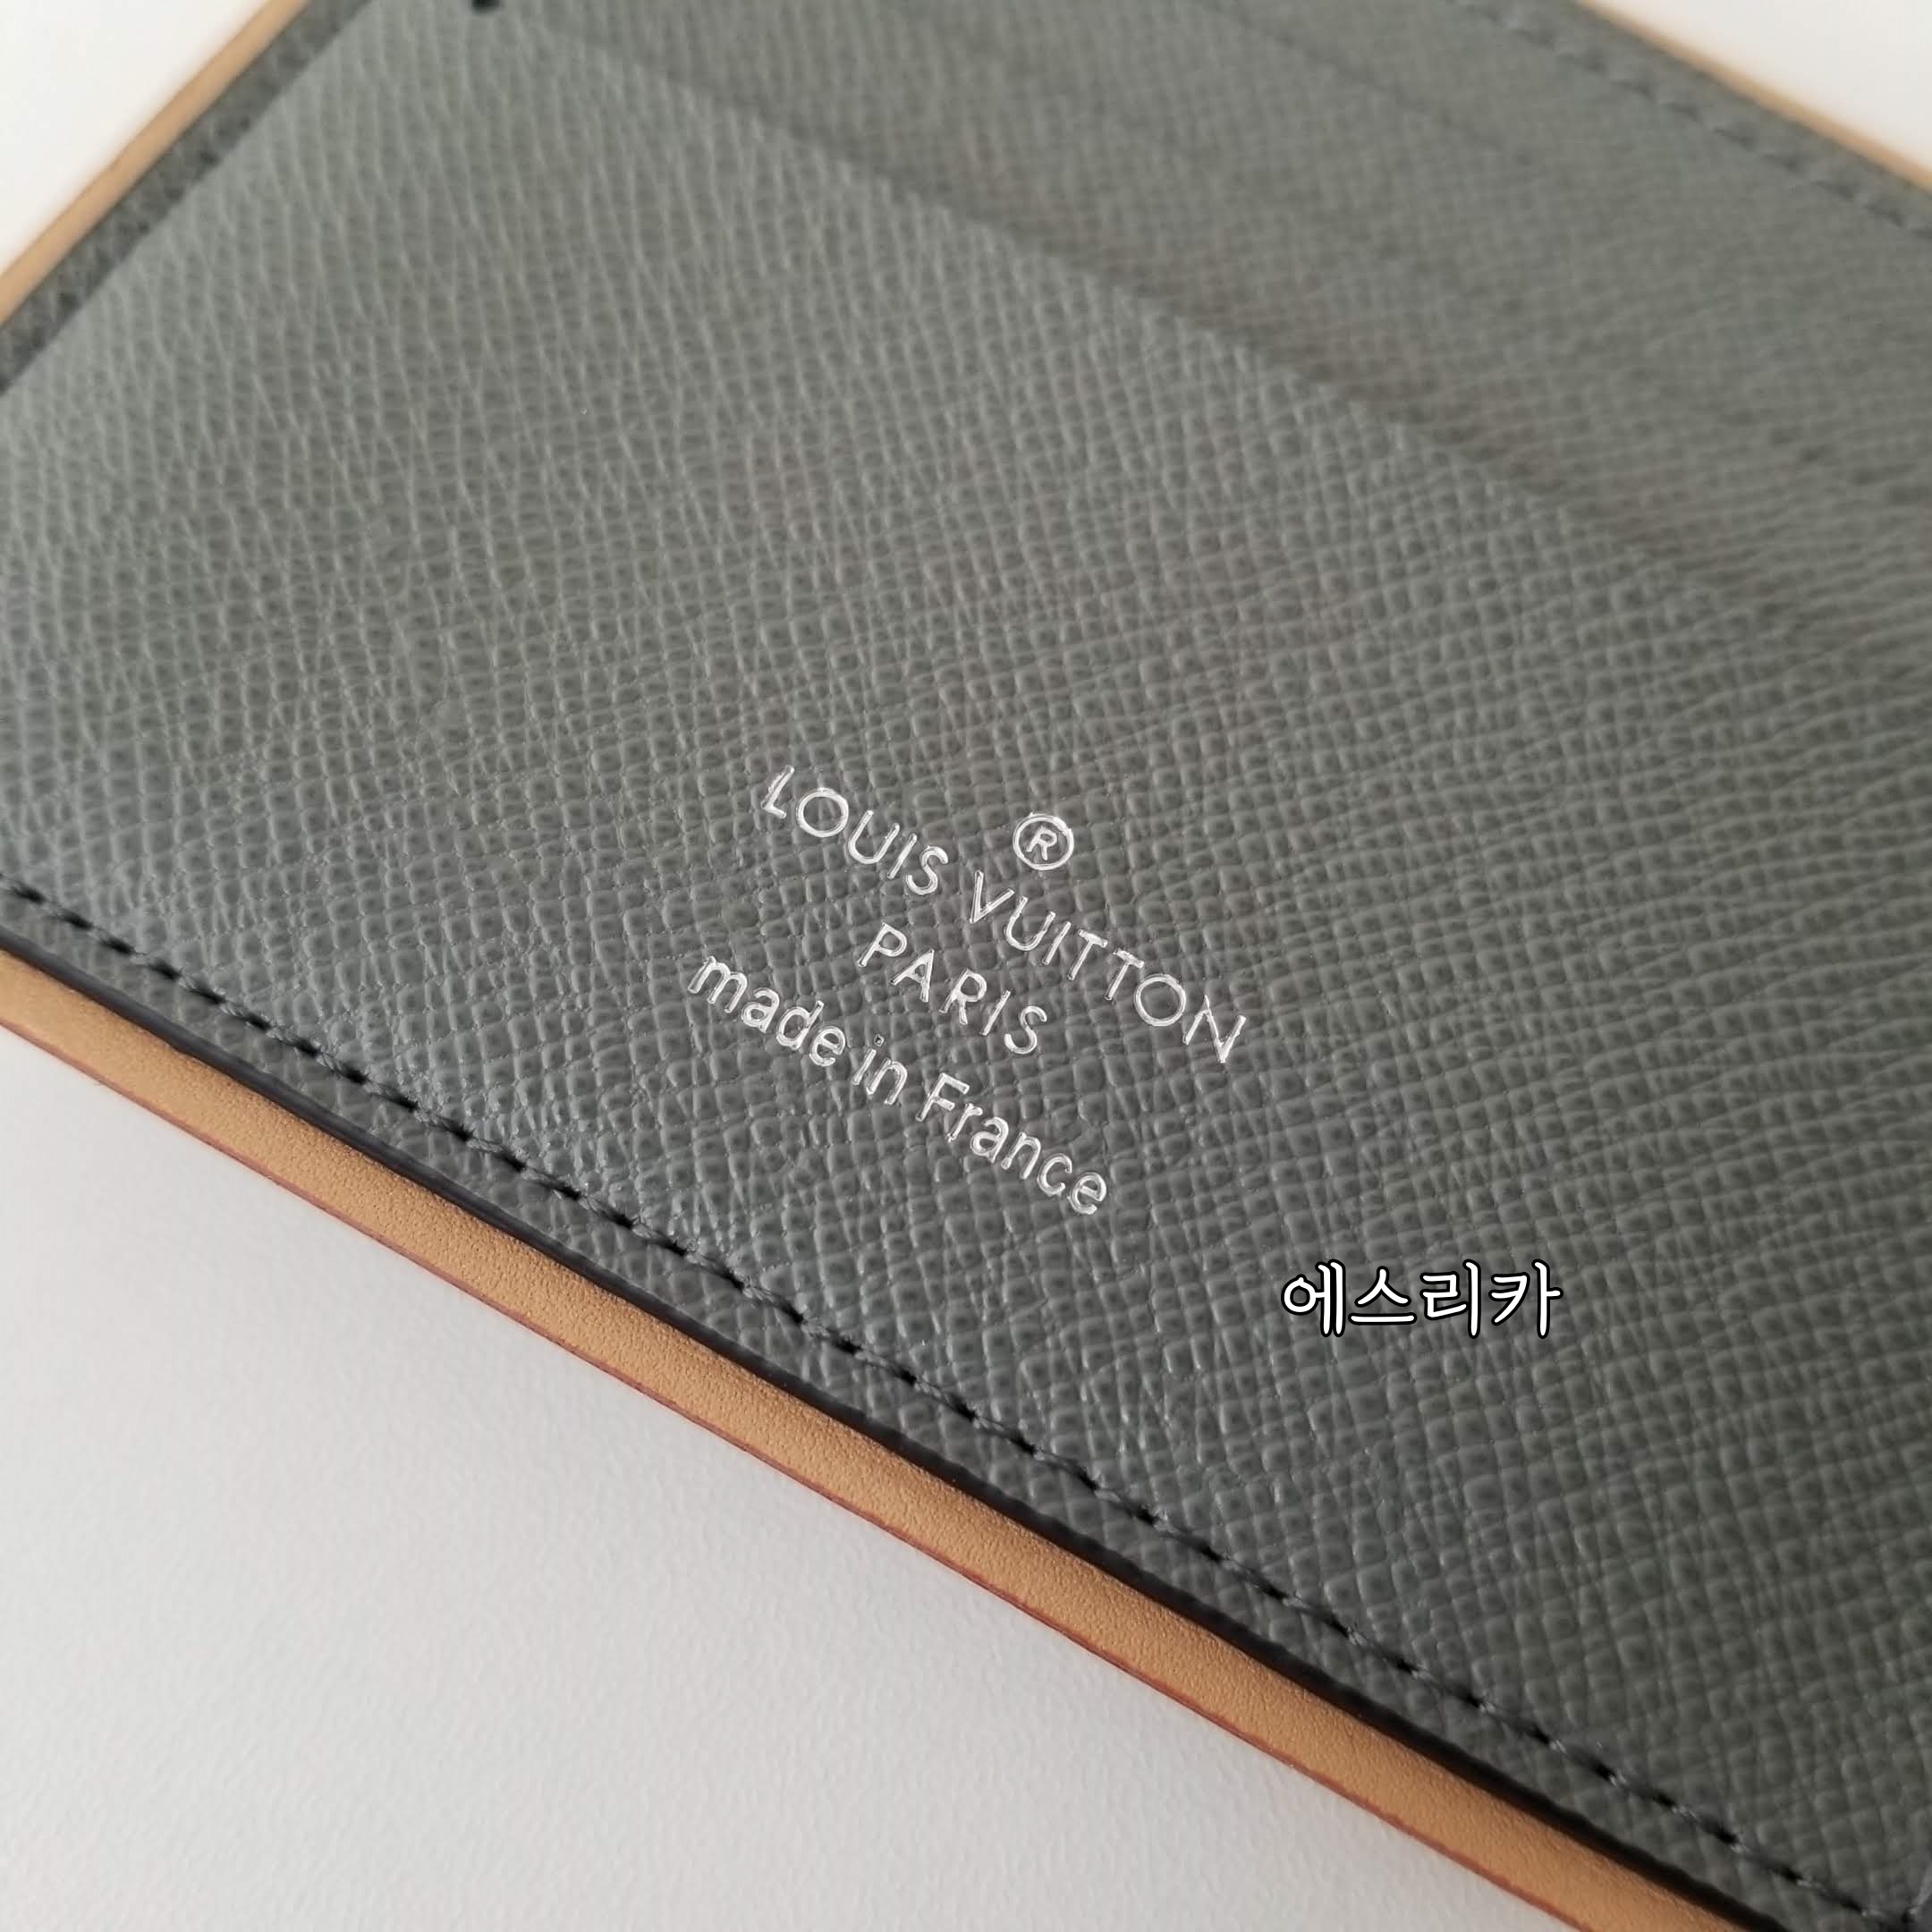 ®
LOUIS VUITTON
PARIS
made in France
에스리카